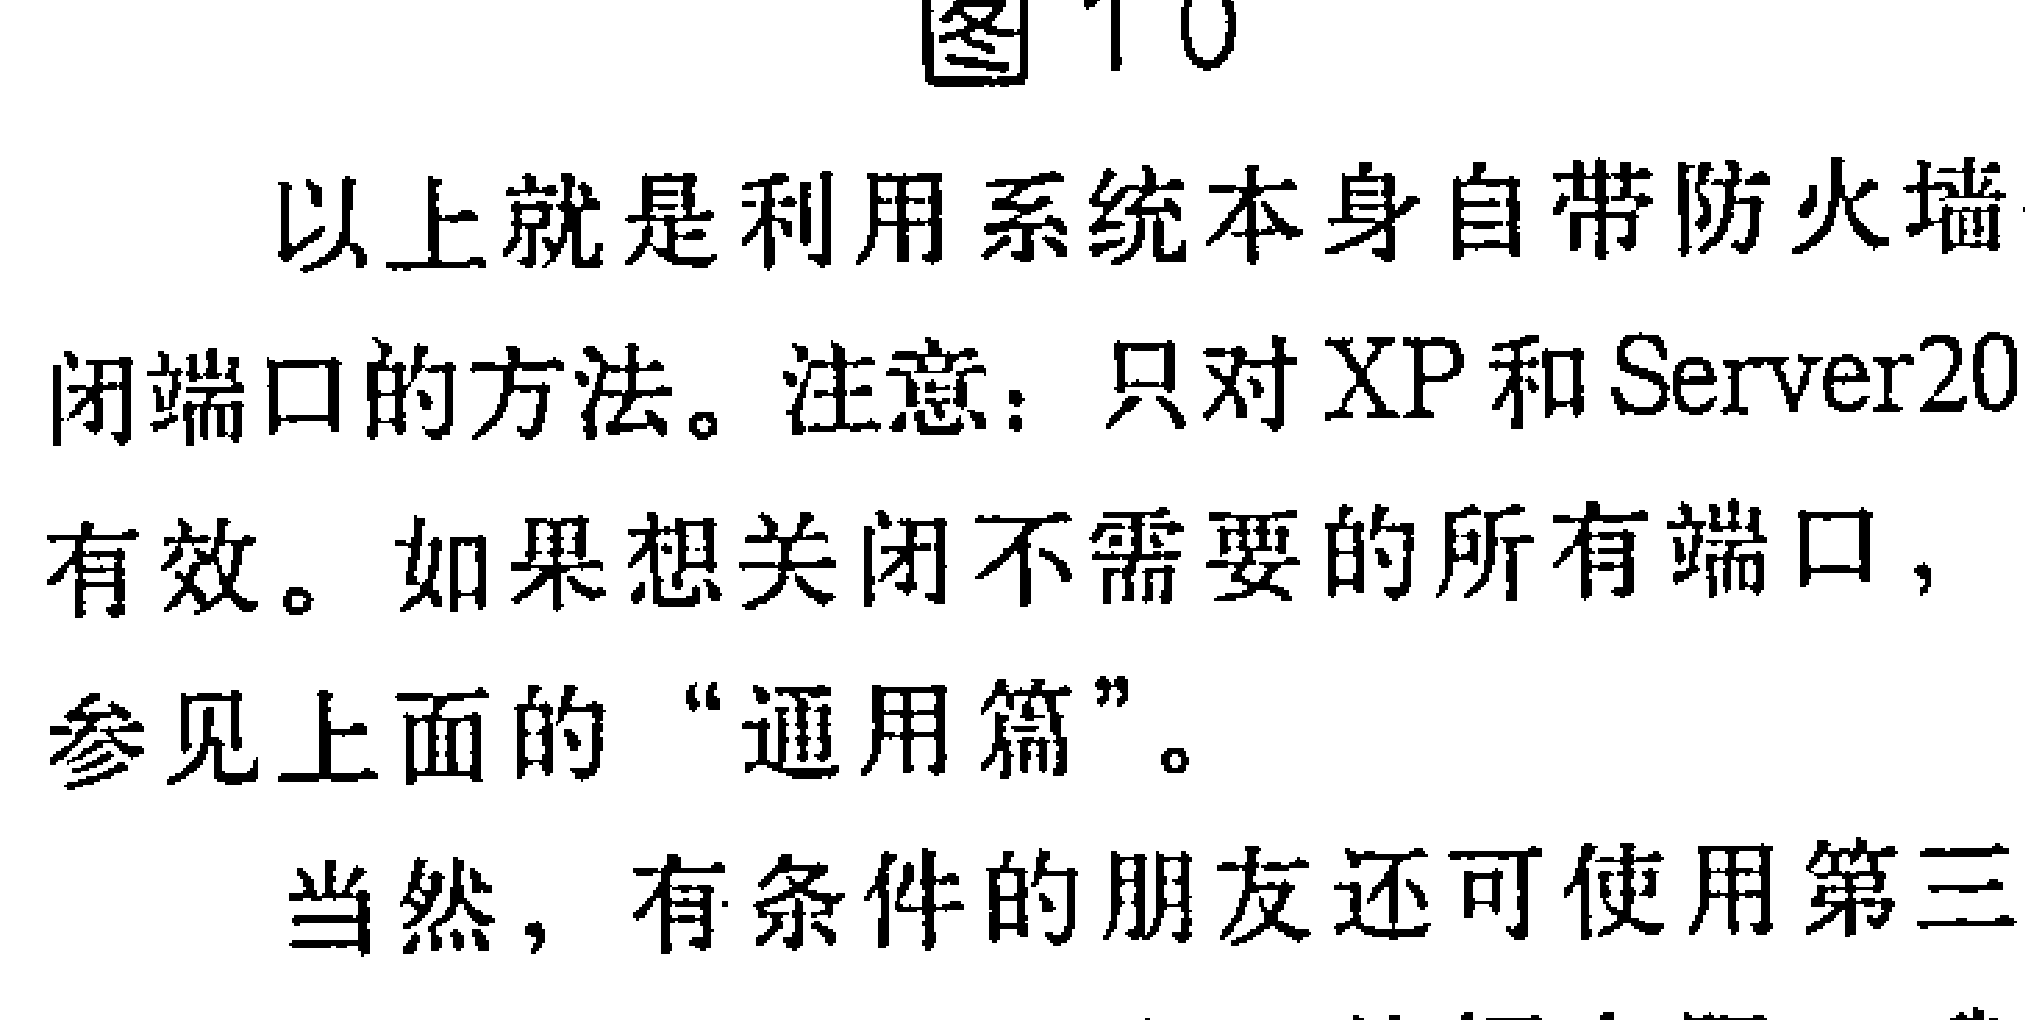 图10
以上就是利用系统本身自带防火墙
闭端口的方法。注意：只对XP和Server20
有效。如果想关闭不需要的所有端口，
参见上面的“通用篇”。
当然，有条件的朋友还可使用第三